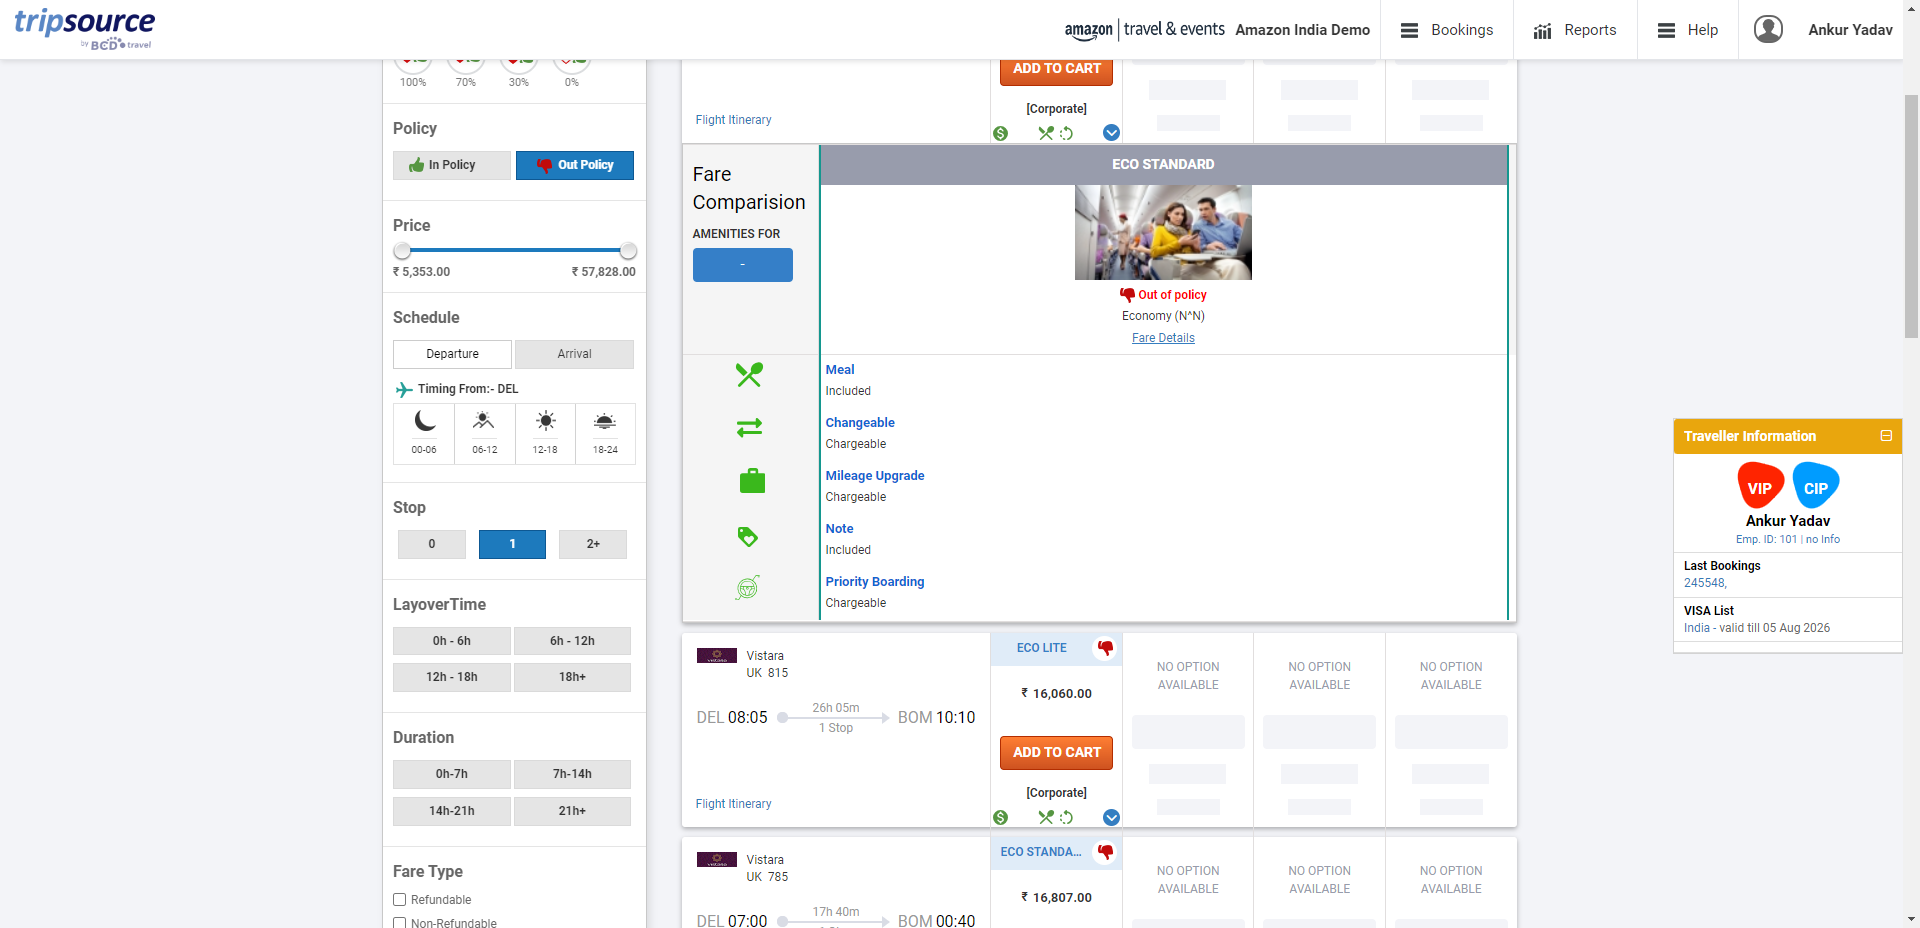 tripsource
by BCD travel
amazon travel & events
Amazon India Demo
Bookings
Reports
Help
Ankur Yadav
100%
70%
30%
0%
Policy
In Policy
Out Policy
Price
₹ 5,353.00
₹ 57,828.00
Schedule
Departure
Arrival
Timing From:- DEL
00-06
06-12
12-18
18-24
Stop
0
1
2+
LayoverTime
0h - 6h
6h - 12h
12h - 18h
18h+
Duration
0h-7h
7h-14h
14h-21h
21h+
Fare Type
Refundable
Non-Refundable
ADD TO CART
[Corporate]
Flight Itinerary
Fare
Comparision
AMENITIES FOR
-
ECO STANDARD
Out of policy
Economy (N^N)
Fare Details
Meal
Included
Changeable
Chargeable
Mileage Upgrade
Chargeable
Note
Included
Priority Boarding
Chargeable
Vistara
UK 815
DEL 08:05
26h 05m
1 Stop
BOM 10:10
Flight Itinerary
ECO LITE
₹ 16,060.00
ADD TO CART
[Corporate]
NO OPTION
AVAILABLE
NO OPTION
AVAILABLE
NO OPTION
AVAILABLE
Vistara
UK 785
DEL 07:00
17h 40m
BOM 00:40
ECO STANDA...
₹ 16,807.00
NO OPTION
AVAILABLE
NO OPTION
AVAILABLE
NO OPTION
AVAILABLE
Traveller Information
VIP
CIP
Ankur Yadav
Emp. ID: 101 | no Info
Last Bookings
245548,
VISA List
India - valid till 05 Aug 2026